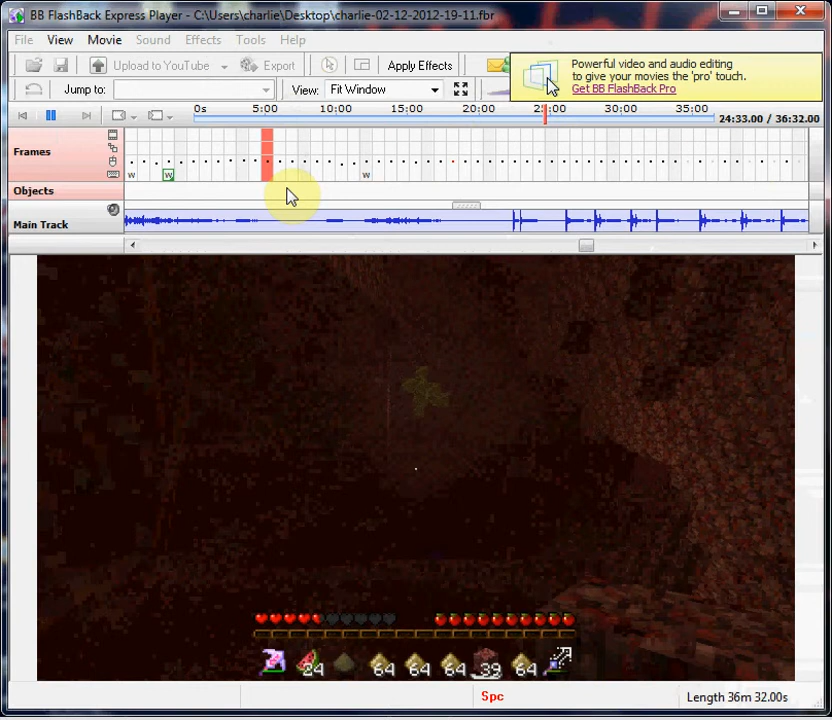 BB FlashBack Express Player - C:\Users\charlie\Desktop\charlie-02-12-2012-19-11.fbr
File View Movie Sound Effects Tools Help
Upload to YouTube Export Apply Effects
Powerful video and audio editing
to give your movies the 'pro' touch.
Get BB FlashBack Pro
Jump to: View: Fit Window
0s 5:00 10:00 15:00 20:00 25:00 30:00 35:00
24:33.00 / 36:32.00
Frames
w w w
Objects
Main Track
24 64 64 64 39 64
Spc Length 36m 32.00s